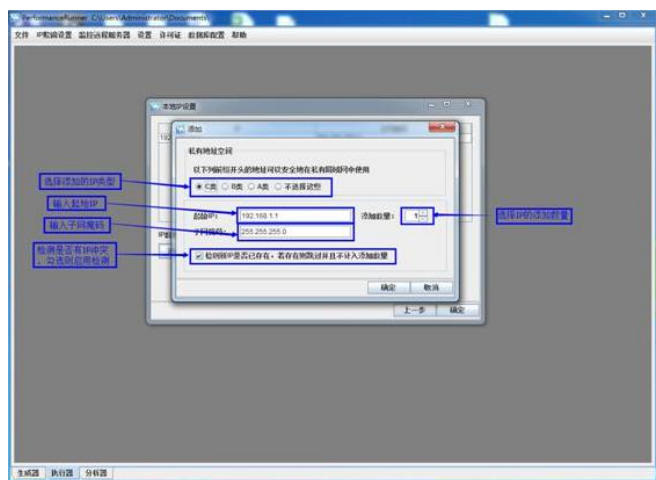 PerformanceRunner C:\Users\Administrator\Documents\
文件 IP欺骗设置 监控远程服务器 设置 许可证 数据库配置 帮助
本地IP设置
添加
192
私有地址空间
以下列前缀开头的地址可以安全地在私有局域网中使用
选择添加的IP类型
C类 B类 A类 不选择这些
输入起始IP
起始IP: 192.168.1.1 添加数量: 1
选择IP的添加数量
输入子网掩码
子网掩码: 255.255.255.0
检测是否有IP冲突
,勾选则启用检测
检测该IP是否已存在,若存在则跳过并且不计入添加数量
确定 取消
上一步 确定
生成器 执行器 分析器